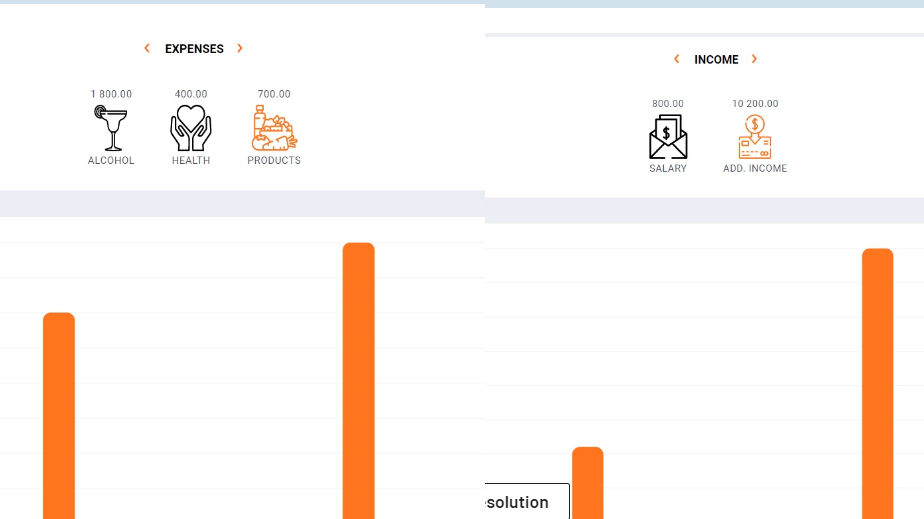 EXPENSES
1 800.00 400.00 700.00
ALCOHOL HEALTH PRODUCTS
INCOME
800.00 10 200.00
$ $
SALARY ADD. INCOME
solution